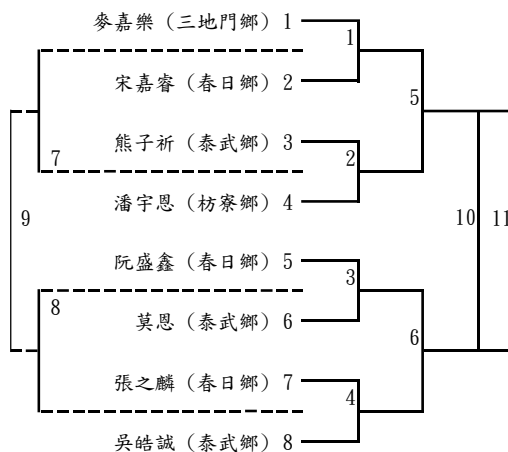 麥嘉樂 (三地門鄉) 1
1
宋嘉睿 (春日鄉) 2
5
熊子祈 (泰武鄉) 3
7
2
潘宇恩 (枋寮鄉) 4
9
10
11
阮盛鑫 (春日鄉) 5
3
8
莫恩 (泰武鄉) 6
6
張之麟 (春日鄉) 7
4
吳皓誠 (泰武鄉) 8